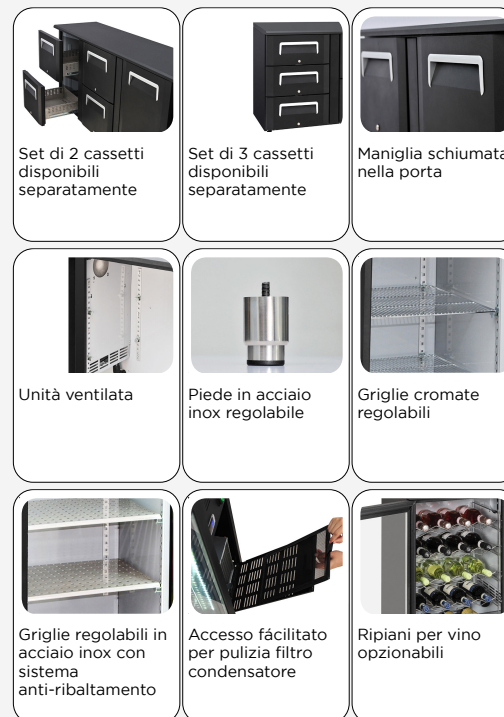 Set di 2 cassetti
disponibili
separatamente
Set di 3 cassetti
disponibili
separatamente
Maniglia schiumata
nella porta
Unità ventilata
Piede in acciaio
inox regolabile
Griglie cromate
regolabili
Griglie regolabili in
acciaio inox con
sistema
anti-ribaltamento
Accesso fácilitato
per pulizia filtro
condensatore
Ripiani per vino
opzionabili